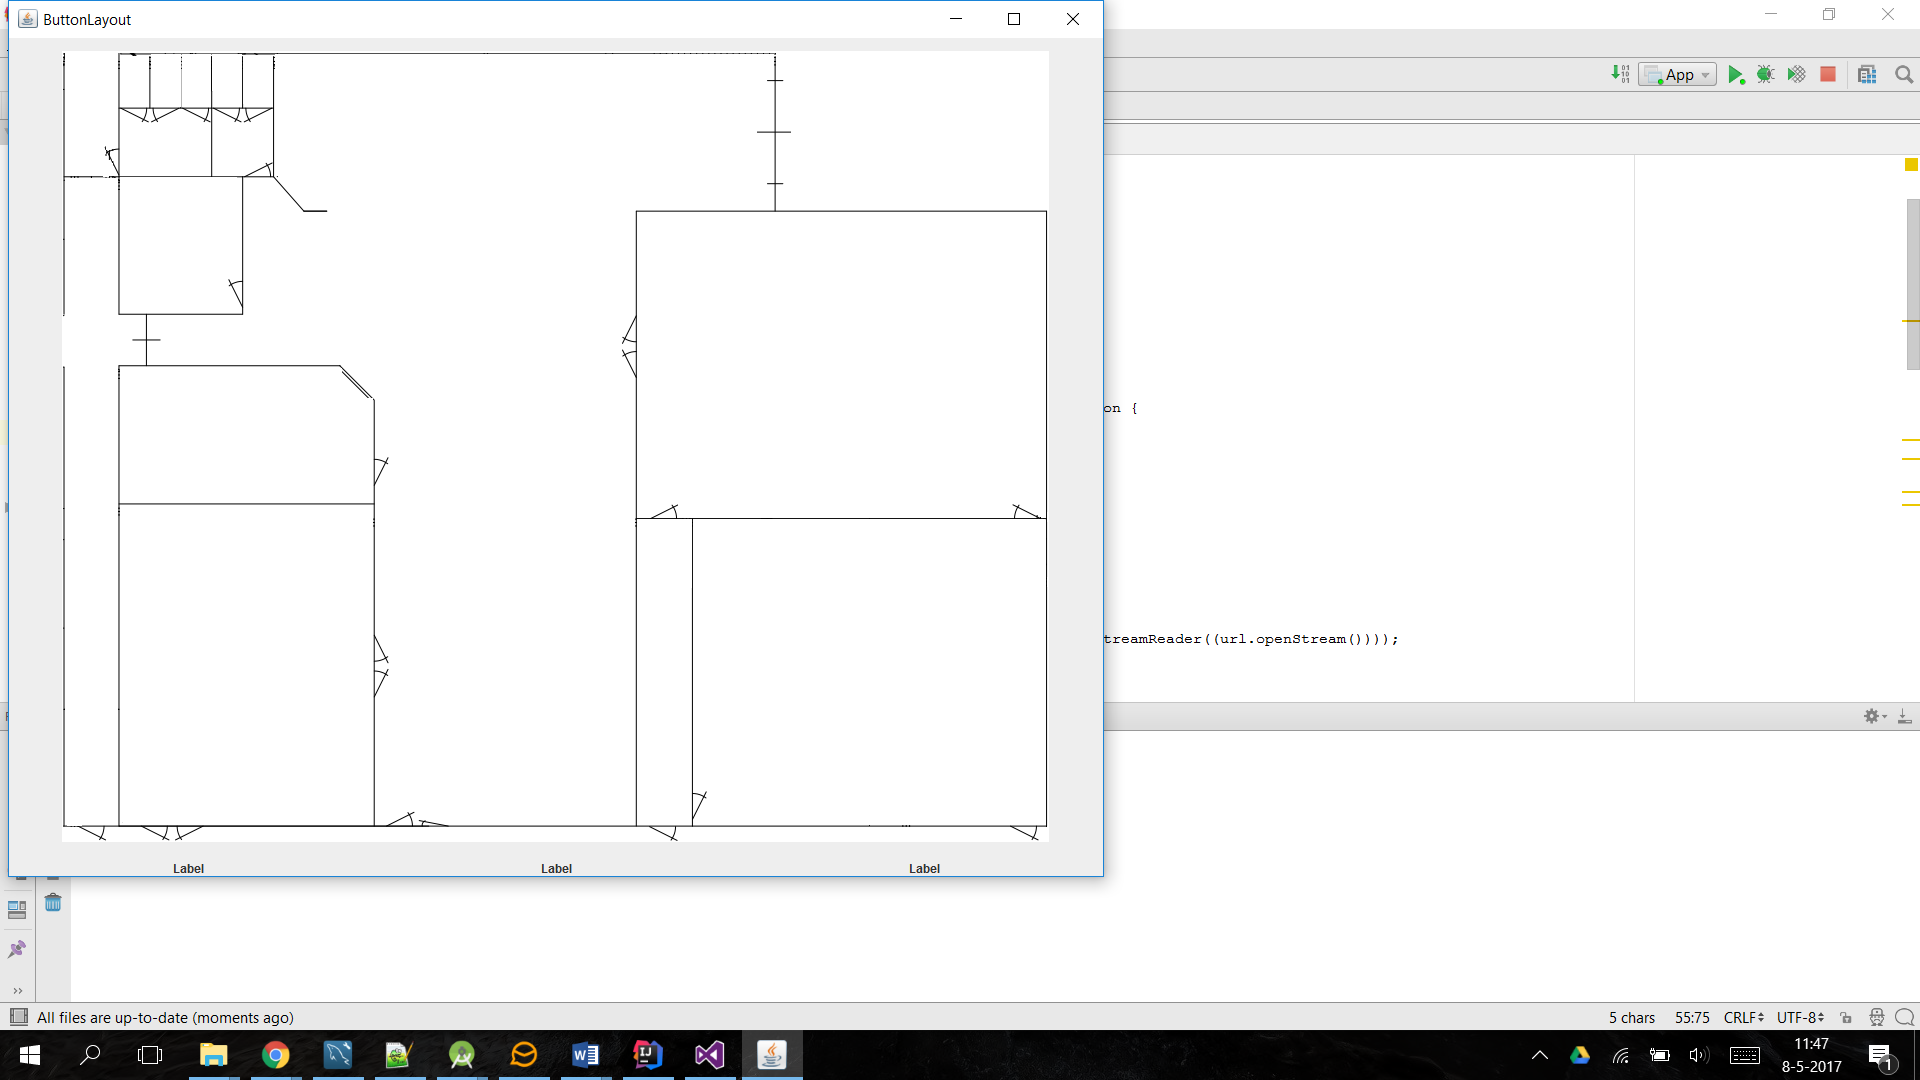 ButtonLayout
App
on {
treamReader((url.openStream())));
Label Label Label
All files are up-to-date (moments ago)
5 chars 55:75 CRLF UTF-8
11:47
8-5-2017
1